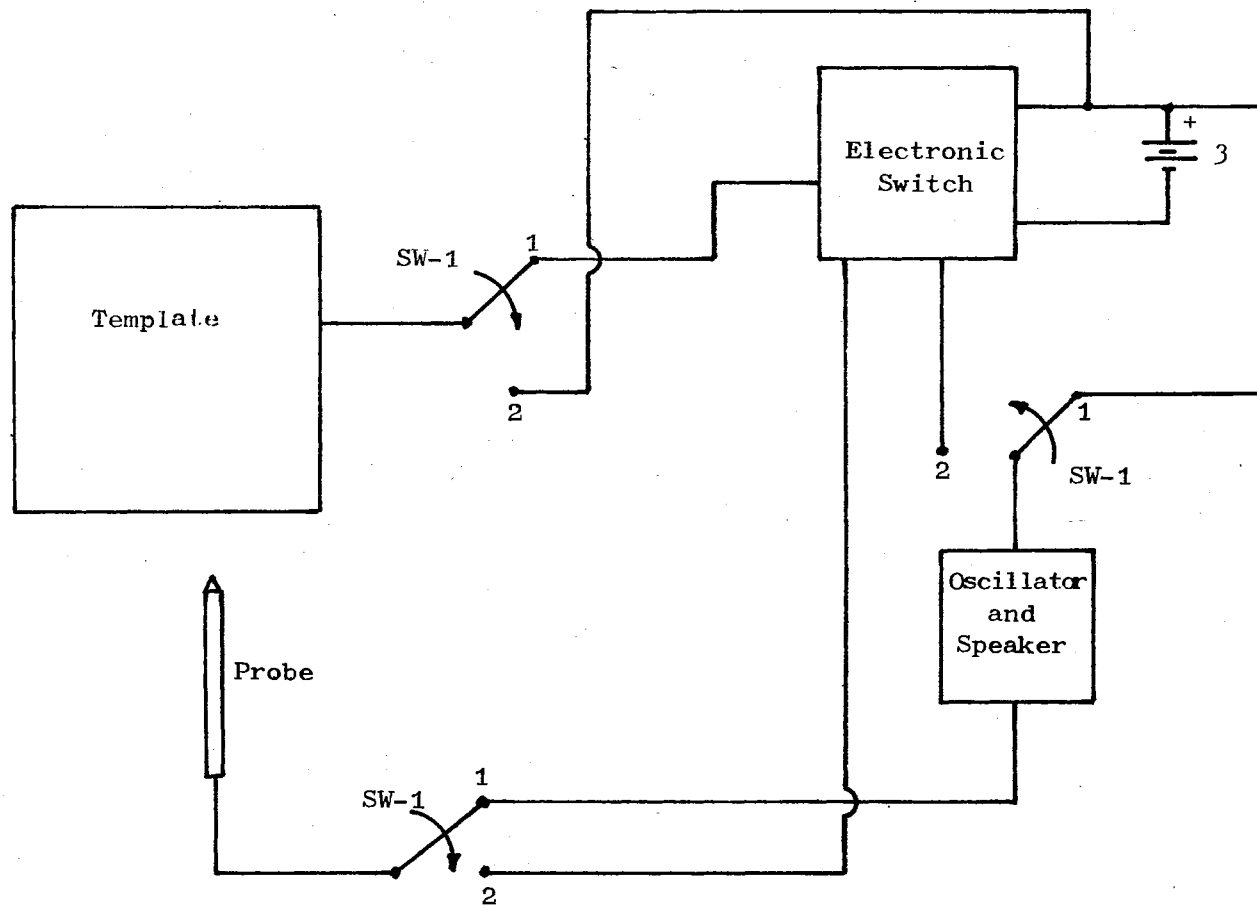 Electronic
Switch
+
3
1
SW-1
Template
2
1
2
SW-1
Oscillator
and
Speaker
Probe
1
SW-1
2